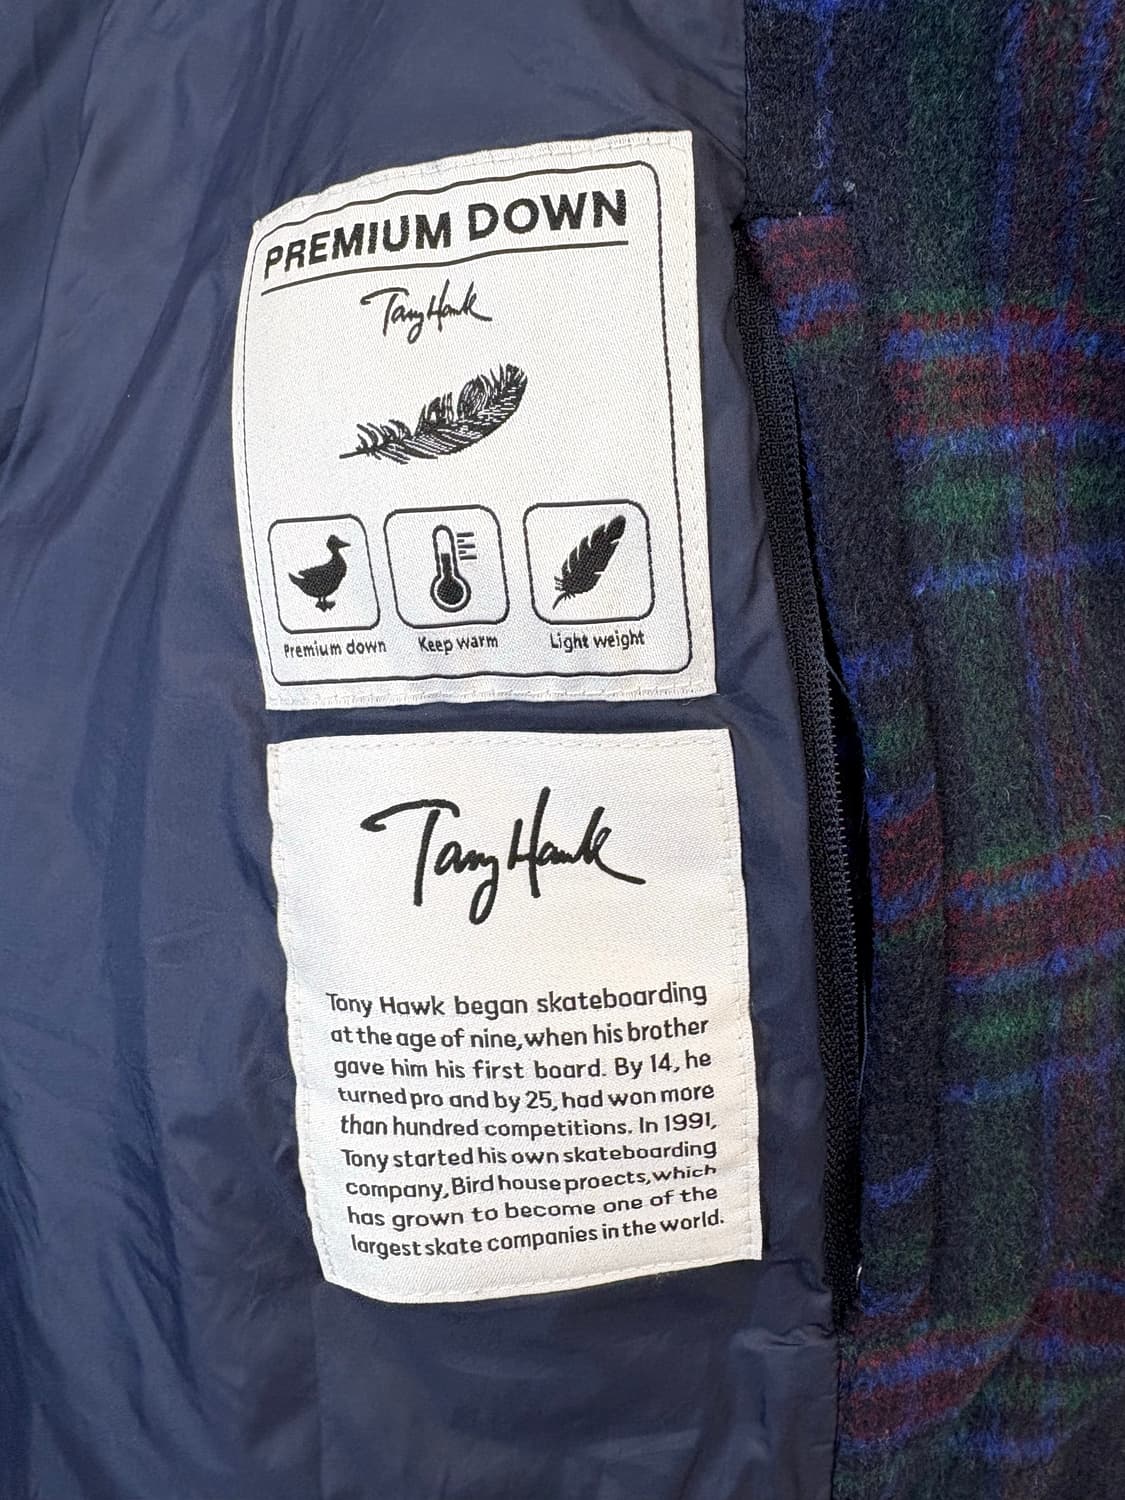 PREMIUM DOWN
Tony Hawk
Premium down Keep warm Light weight
Tony Hawk
Tony Hawk began skateboarding
at the age of nine, when his brother
gave him his first board. By 14, he
turned pro and by 25, had won more
than hundred competitions. In 1991,
Tony started his own skateboarding
company, Bird house proects, which
has grown to become one of the
largest skate companies in the world.